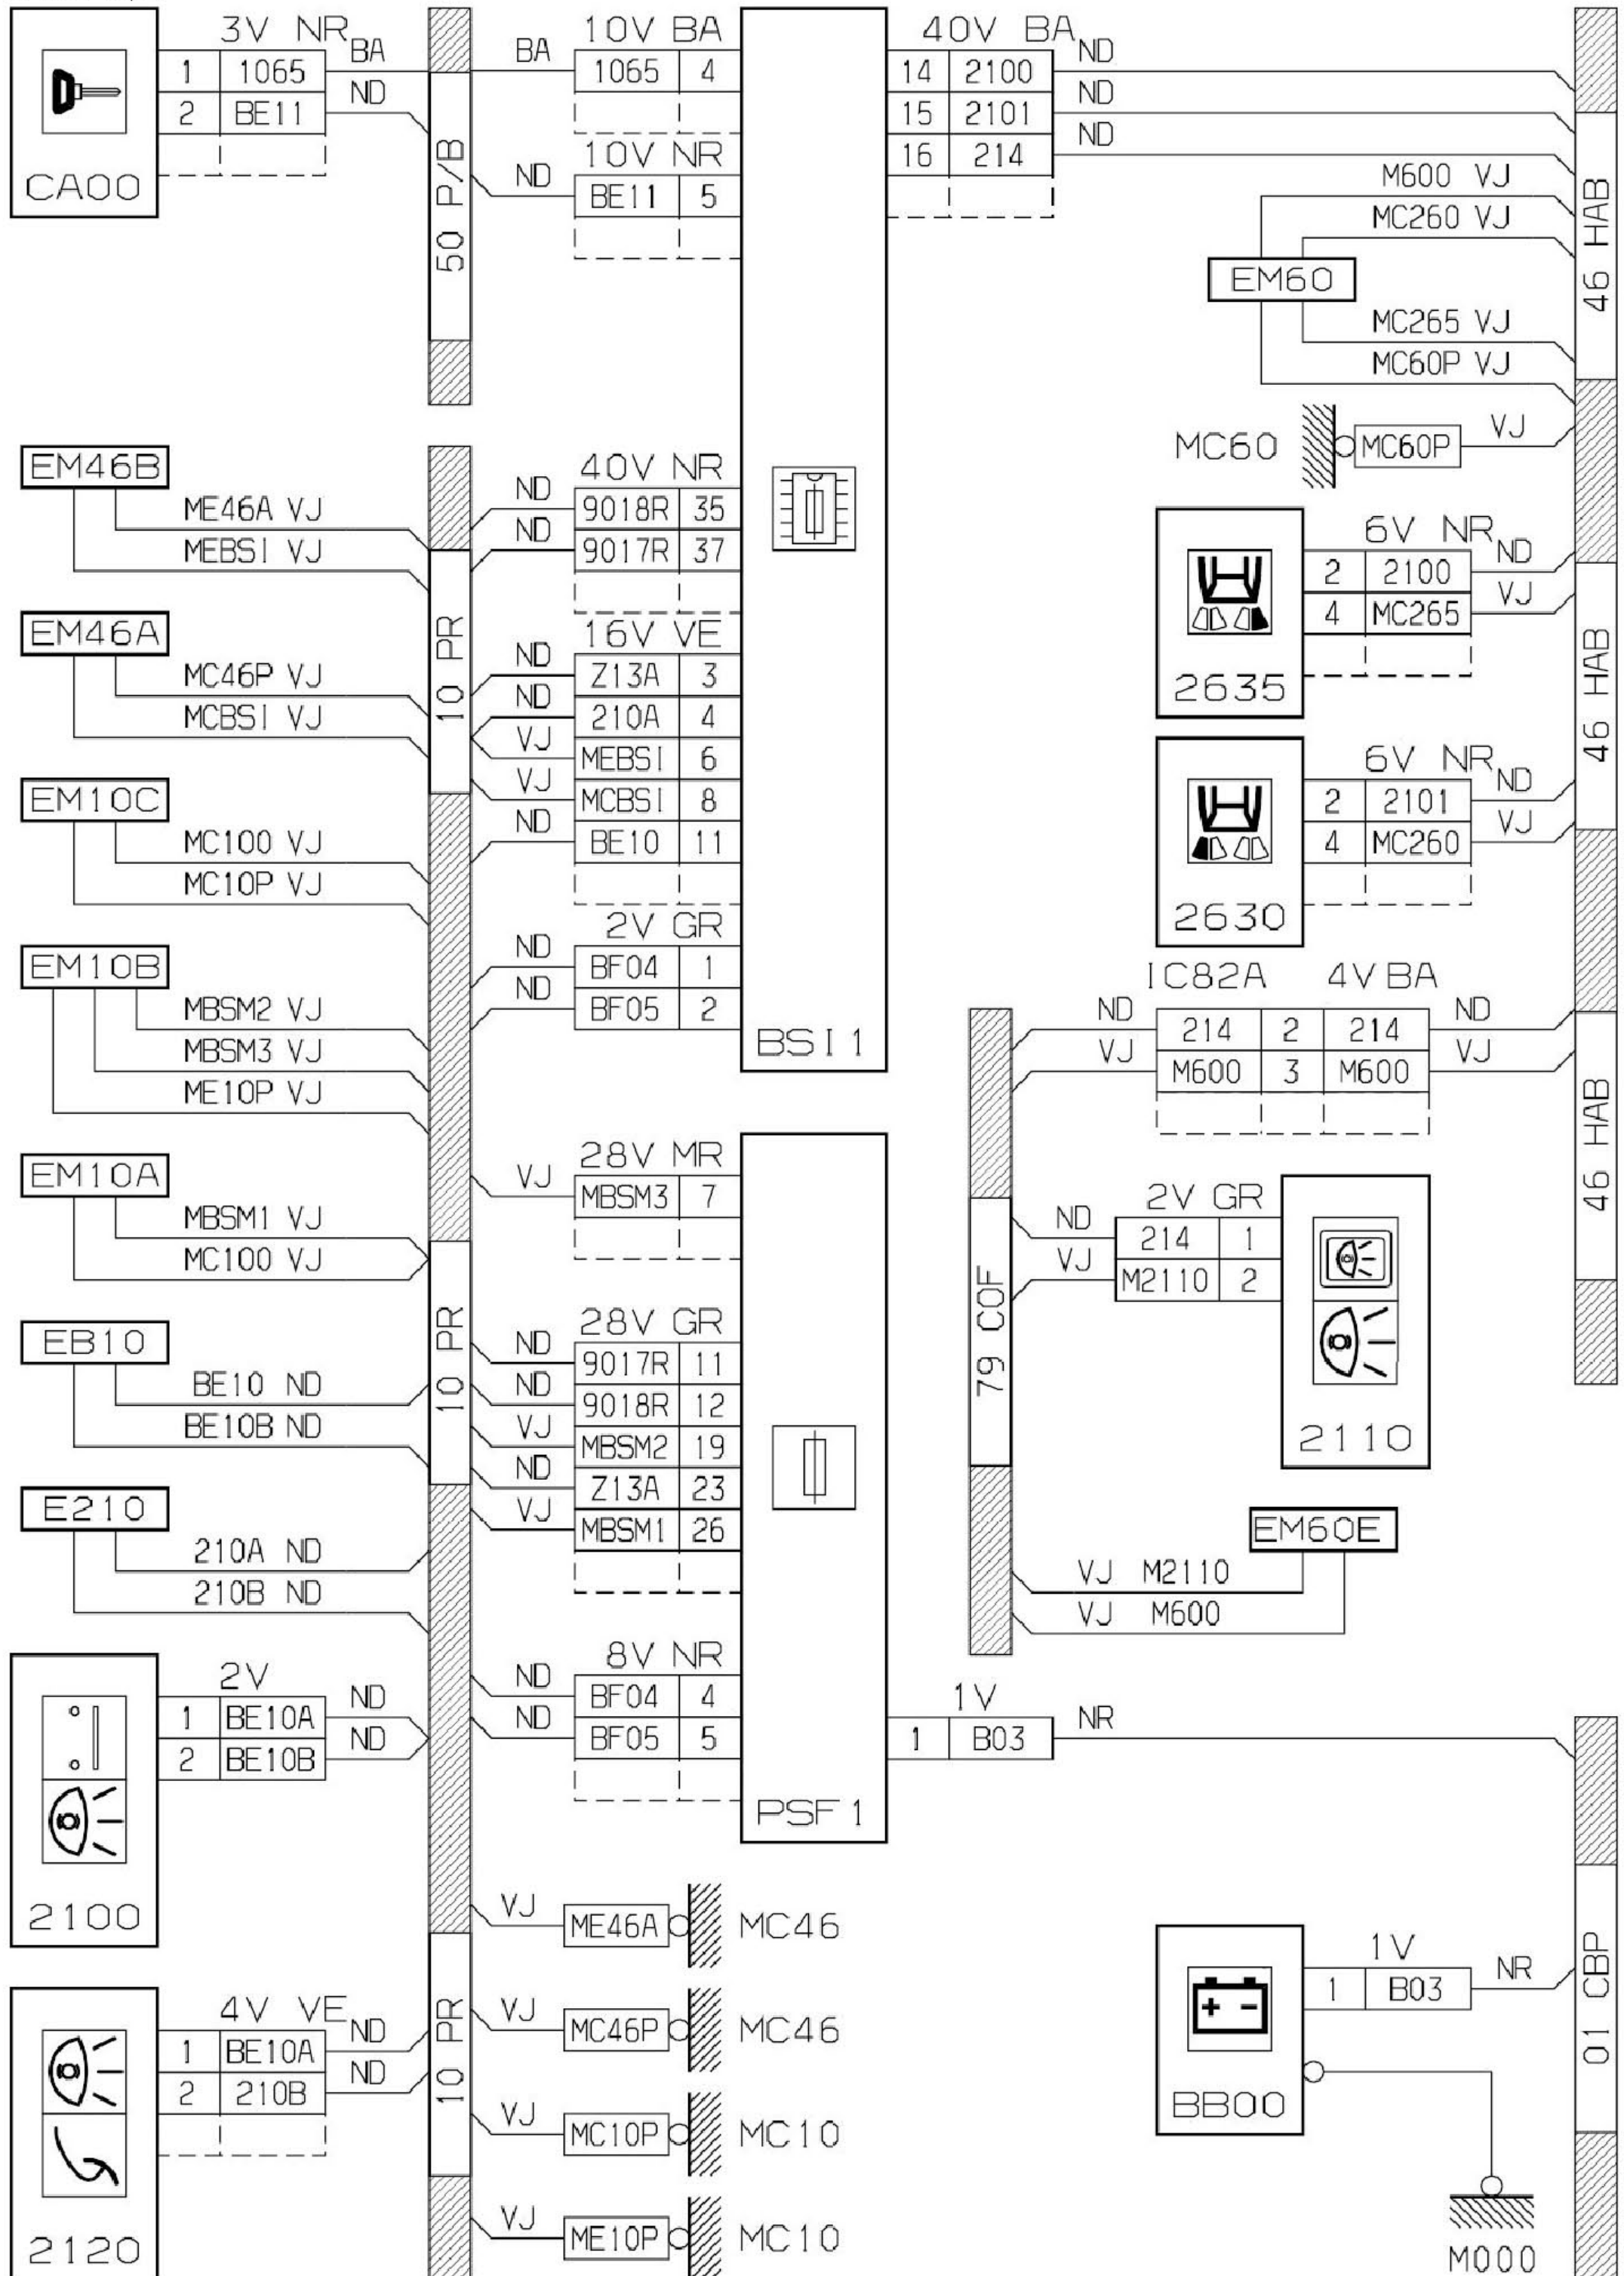 3V NR
BA
1 1065
ND
2 BE11
CA00
50 P/B
BA
10V BA
1065 4
10V NR
ND
BE11 5
40V BA
ND
14 2100
ND
15 2101
ND
16 214
M600 VJ
MC260 VJ
EM60
MC265 VJ
MC60P VJ
46 HAB
MC60
MC60P
VJ
EM46B
ME46A VJ
MEBSI VJ
EM46A
MC46P VJ
MCBSI VJ
EM10C
MC100 VJ
MC10P VJ
EM10B
MBSM2 VJ
MBSM3 VJ
ME10P VJ
EM10A
MBSM1 VJ
MC100 VJ
EB10
BE10 ND
BE10B ND
E210
210A ND
210B ND
2V
1 BE10A
ND
2 BE10B
ND
2100
4V VE
1 BE10A
ND
2 210B
ND
2120
10 PR
10 PR
10 PR
40V NR
ND
9018R 35
ND
9017R 37
16V VE
ND
Z13A 3
ND
210A 4
VJ
MEBSI 6
VJ
MCBSI 8
ND
BE10 11
2V GR
ND
BF04 1
ND
BF05 2
BSI1
28V MR
VJ
MBSM3 7
28V GR
ND
9017R 11
ND
9018R 12
VJ
MBSM2 19
ND
Z13A 23
VJ
MBSM1 26
8V NR
ND
BF04 4
ND
BF05 5
PSF1
1V
1 B03
NR
VJ
ME46A
MC46
VJ
MC46P
MC46
VJ
MC10P
MC10
VJ
ME10P
MC10
6V NR
ND
2 2100
VJ
4 MC265
2635
46 HAB
6V NR
ND
2 2101
VJ
4 MC260
2630
IC82A 4V BA
ND
214 2 214
ND
VJ
M600 3 M600
VJ
46 HAB
79 COF
2V GR
ND
214 1
VJ
M2110 2
2110
EM60E
VJ M2110
VJ M600
1V
1 B03
NR
+ -
BB00
01 CBP
M000